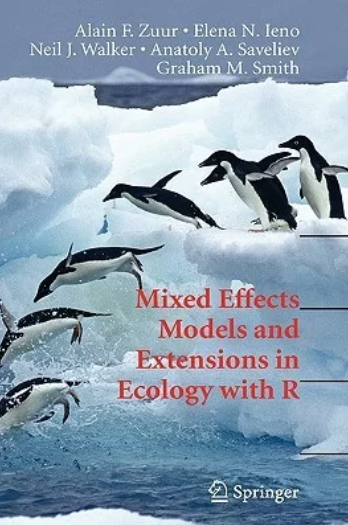 Alain F. Zuur • Elena N. Ieno
Neil J. Walker • Anatoly A. Saveliev
Graham M. Smith
Mixed Effects
Models and
Extensions in
Ecology with R
Springer